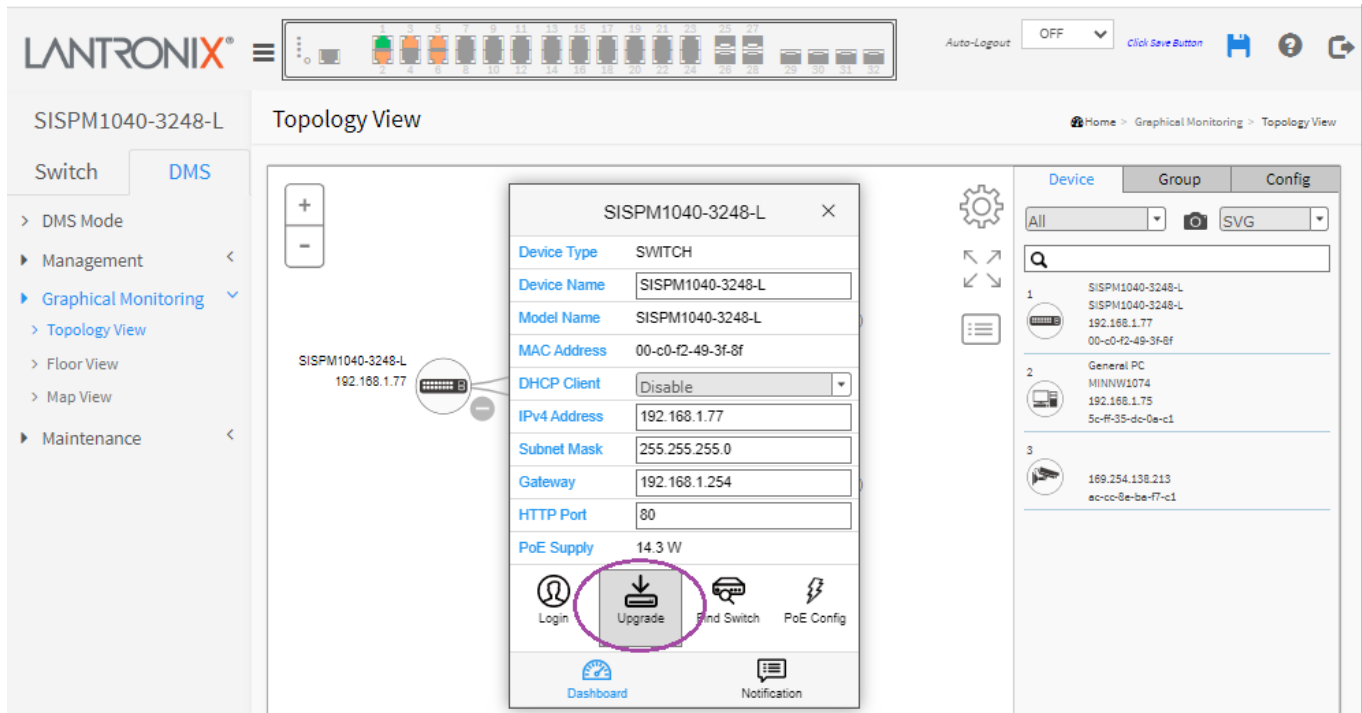 LANTRONIX®
1 3 5 7 9 11 13 15 17 19 21 23 25 27
2 4 6 8 10 12 14 16 18 20 22 24 26 28 29 30 31 32
Auto-Logout OFF Click Save Button
SISPM1040-3248-L
Topology View
Home > Graphical Monitoring > Topology View
Switch DMS
> DMS Mode
Management
Graphical Monitoring
> Topology View
> Floor View
> Map View
Maintenance
+
-
SISPM1040-3248-L
192.168.1.77
SISPM1040-3248-L ×
Device Type SWITCH
Device Name SISPM1040-3248-L
Model Name SISPM1040-3248-L
MAC Address 00-c0-f2-49-3f-8f
DHCP Client Disable
IPv4 Address 192.168.1.77
Subnet Mask 255.255.255.0
Gateway 192.168.1.254
HTTP Port 80
PoE Supply 14.3 W
Login Upgrade Find Switch PoE Config
Dashboard Notification
Device Group Config
All SVG
1
SISPM1040-3248-L
SISPM1040-3248-L
192.168.1.77
00-c0-f2-49-3f-8f
2
General PC
MINNW1074
192.168.1.75
5c-ff-35-dc-0a-c1
3
169.254.138.213
ac-cc-8e-ba-f7-c1